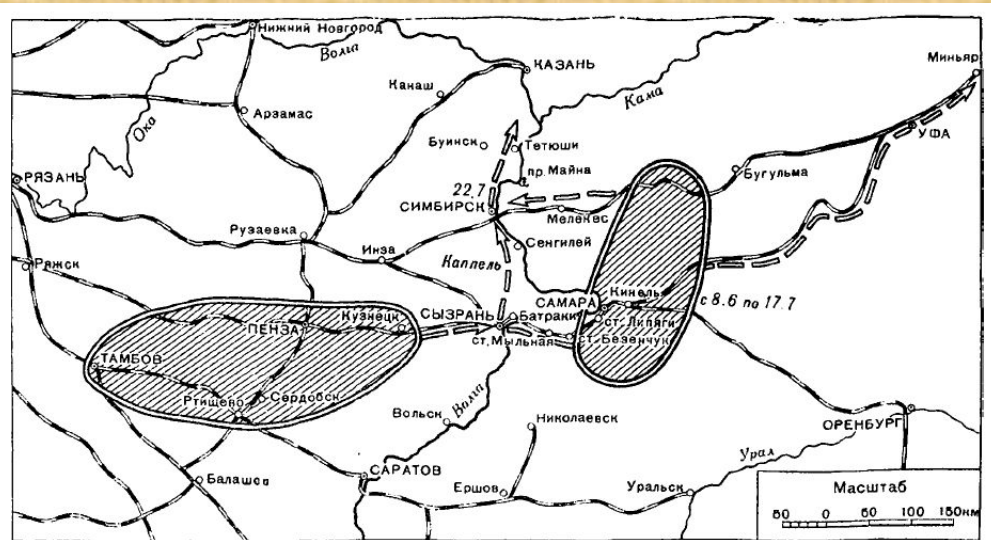 Нижний Новгород
Волга
КАЗАНЬ
Миньяр
Канаш
Арзамас
Кама
Ока
Буинск
Тетюши
УФА
РЯЗАНЬ
пр. Майна
Бугульма
22.7
СИМБИРСК
Мелекес
Рузаевка
Инза
Сенгилей
Ряжск
Каппель
САМАРА
Кинель
с 8.6 по 17.7
Кузнецк
СЫЗРАНЬ
Батраки
ст. Липяги
ПЕНЗА
ст. Мыльная
ст. Безенчук
ТАМБОВ
Ртищево
Сердобск
Вольск
Волга
Николаевск
ОРЕНБУРГ
Балашов
САРАТОВ
Ершов
Уральск
Урал
Масштаб
50 0 50 100 150км